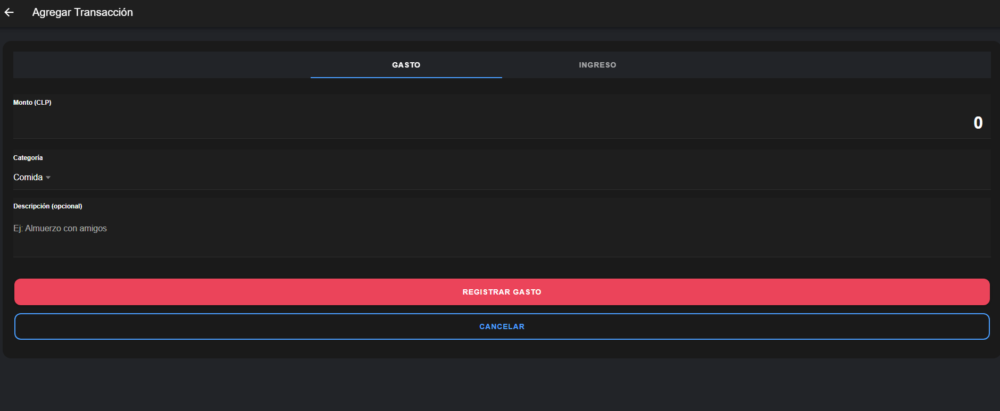 Agregar Transacción
GASTO INGRESO
Monto (CLP)
0
Categoría
Comida
Descripción (opcional)
Ej: Almuerzo con amigos
REGISTRAR GASTO
CANCELAR